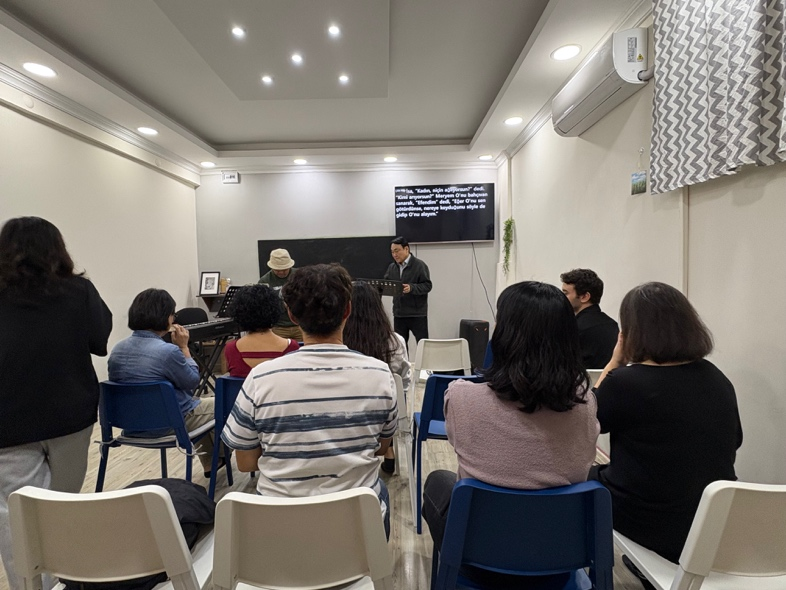 İsa, "Kadın, niçin ağlıyorsun?" dedi.
"Kimi arıyorsun?" Meryem O'nu bahçıvan
sanarak, "Efendim" dedi, "Eğer O'nu sen
götürdünse, nereye koyduğunu söyle de
gidip O'nu alayım."